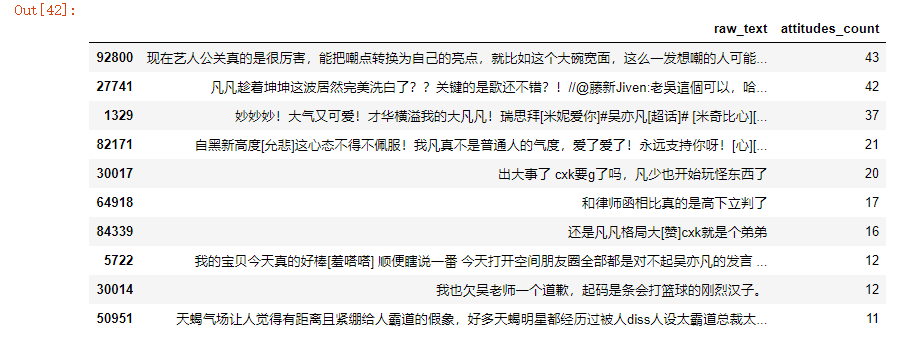 Out[42]:
raw_text attitudes_count
92800 现在艺人公关真的是很厉害，能把嘲点转换为自己的亮点，就比如这个大碗宽面，这么一发想嘲的人可能... 43
27741 凡凡趁着坤坤这波居然完美洗白了？？关键的是歌还不错？！//@藤新Jiven:老吳這個可以，哈... 42
1329 妙妙妙！大气又可爱！才华横溢我的大凡凡！瑞思拜[米妮爱你]#吴亦凡[超话]# [米奇比心][... 37
82171 自黑新高度[允悲]这心态不得不佩服！我凡真不是普通人的气度，爱了爱了！永远支持你呀！[心][... 21
30017 出大事了 cxk要g了吗，凡少也开始玩怪东西了 20
64918 和律师函相比真的是高下立判了 17
84339 还是凡凡格局大[赞]cxk就是个弟弟 16
5722 我的宝贝今天真的好棒[羞嗒嗒] 顺便瞎说一番 今天打开空间朋友圈全部都是对不起吴亦凡的发言 ... 12
30014 我也欠吴老师一个道歉，起码是条会打篮球的刚烈汉子。 12
50951 天蝎气场让人觉得有距离且紧绷给人霸道的假象，好多天蝎明星都经历过被人diss人设太霸道总裁太... 11